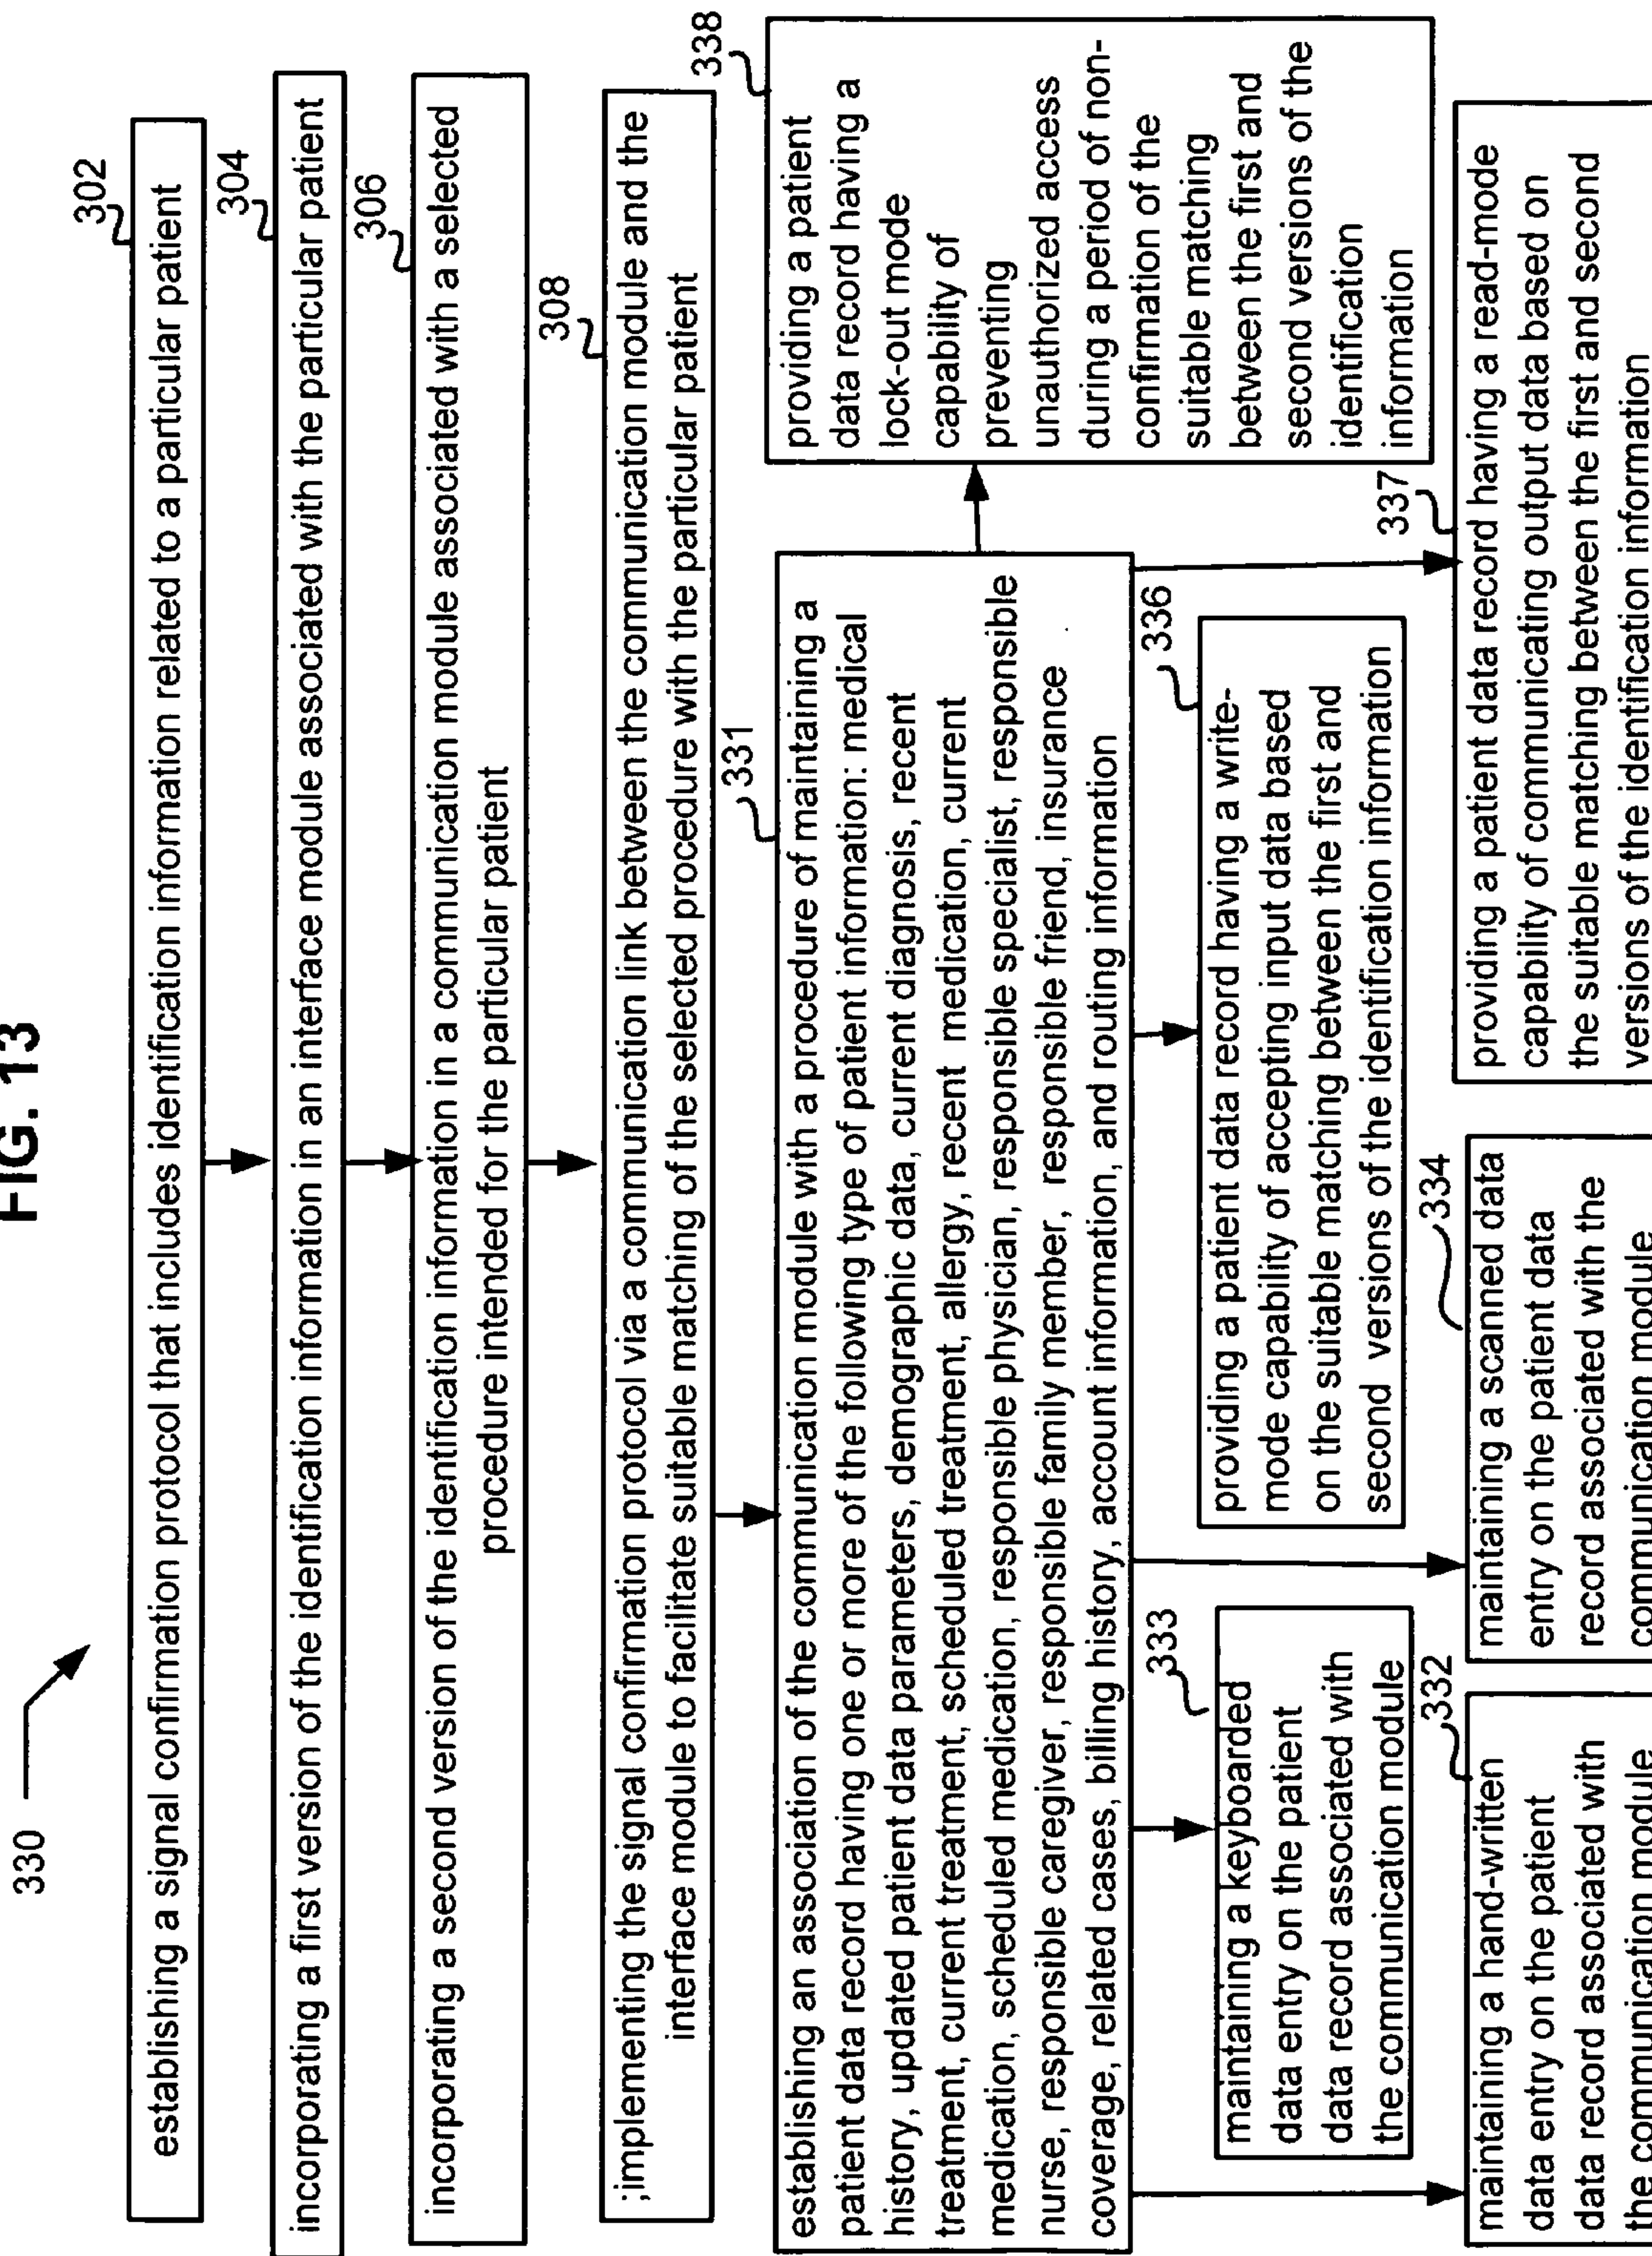 FIG. 13
330
302
establishing a signal confirmation protocol that includes identification information related to a particular patient
304
incorporating a first version of the identification information in an interface module associated with the particular patient
306
incorporating a second version of the identification information in a communication module associated with a selected
procedure intended for the particular patient
308
;implementing the signal confirmation protocol via a communication link between the communication module and the
interface module to facilitate suitable matching of the selected procedure with the particular patient
331
establishing an association of the communication module with a procedure of maintaining a
patient data record having one or more of the following type of patient information: medical
history, updated patient data parameters, demographic data, current diagnosis, recent
treatment, current treatment, scheduled treatment, allergy, recent medication, current
medication, scheduled medication, responsible physician, responsible specialist, responsible
nurse, responsible caregiver, responsible family member, responsible friend, insurance
coverage, related cases, billing history, account information, and routing information
338
providing a patient
data record having a
lock-out mode
capability of
preventing
unauthorized access
during a period of non-
confirmation of the
suitable matching
between the first and
second versions of the
identification
information
333
maintaining a keyboarded
data entry on the patient
data record associated with
the communication module
336
providing a patient data record having a write-
mode capability of accepting input data based
on the suitable matching between the first and
second versions of the identification information
332
maintaining a hand-written
data entry on the patient
data record associated with
the communication module
334
maintaining a scanned data
entry on the patient data
record associated with the
communication module
337
providing a patient data record having a read-mode
capability of communicating output data based on
the suitable matching between the first and second
versions of the identification information